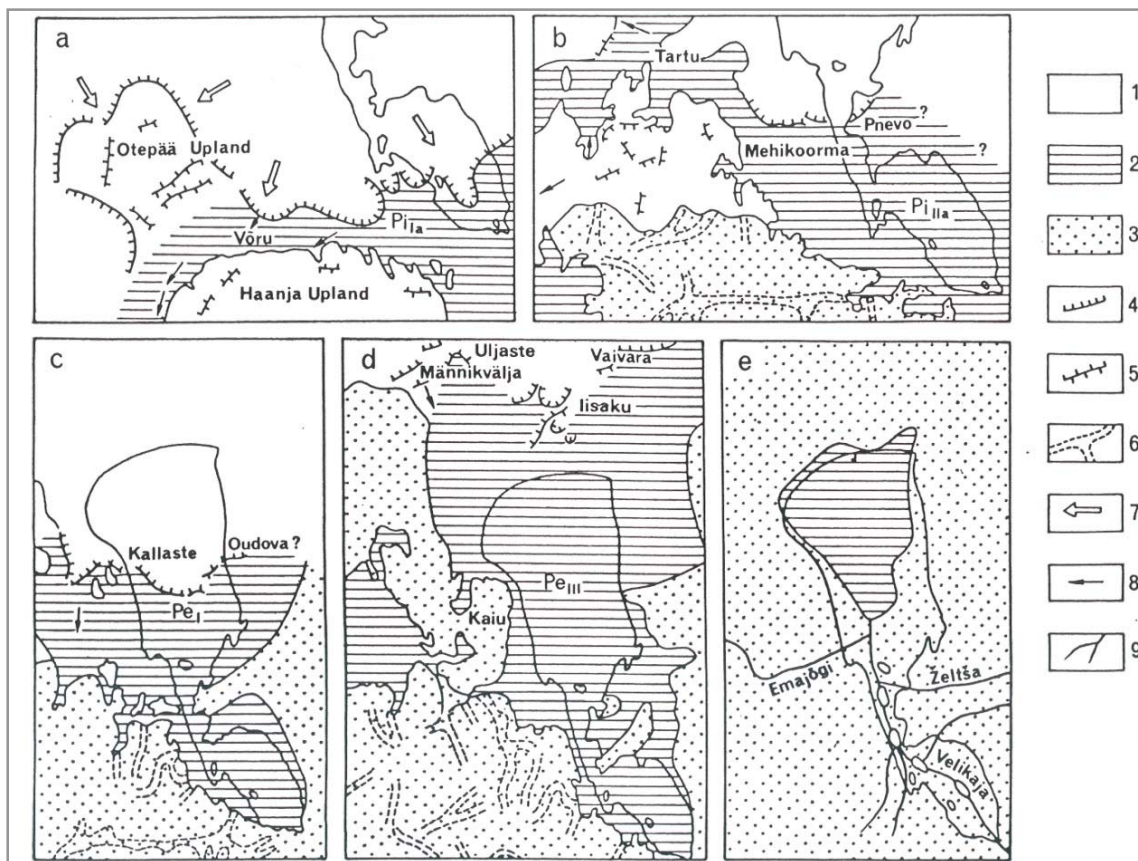 a
Otepää Upland
Võru
Pi IIa
Haanja Upland
b
Tartu
Pnevo ?
Mehikoorma
?
Pi IIa
c
Kallaste
Oudova?
Pe I
d
Uljaste
Männikvälja
Vaivara
Iisaku
Pe III
Kaiu
e
Emajõgi
Želtša
Velikaja
1
2
3
4
5
6
7
8
9